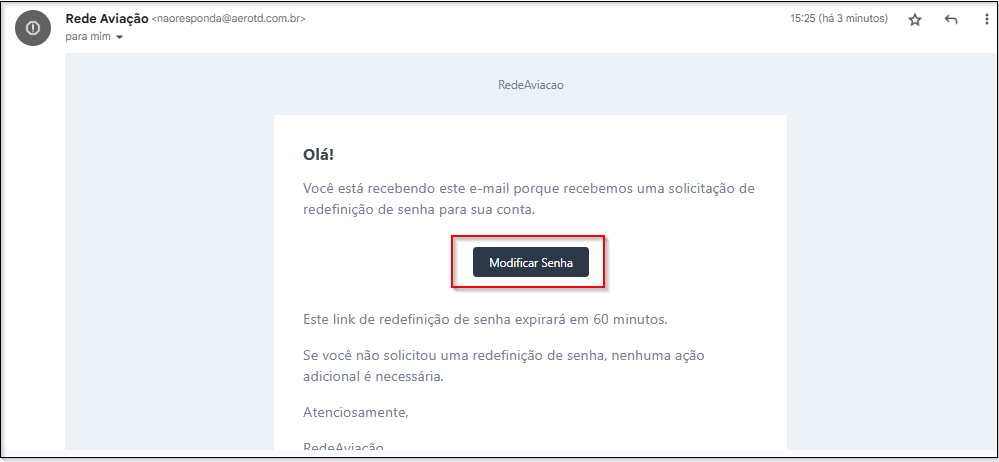 Rede Aviação <naoresponda@aerotd.com.br>
15:25 (há 3 minutos)
para mim
RedeAviacao
Olá!
Você está recebendo este e-mail porque recebemos uma solicitação de
redefinição de senha para sua conta.
Modificar Senha
Este link de redefinição de senha expirará em 60 minutos.
Se você não solicitou uma redefinição de senha, nenhuma ação
adicional é necessária.
Atenciosamente,
RedeAviação